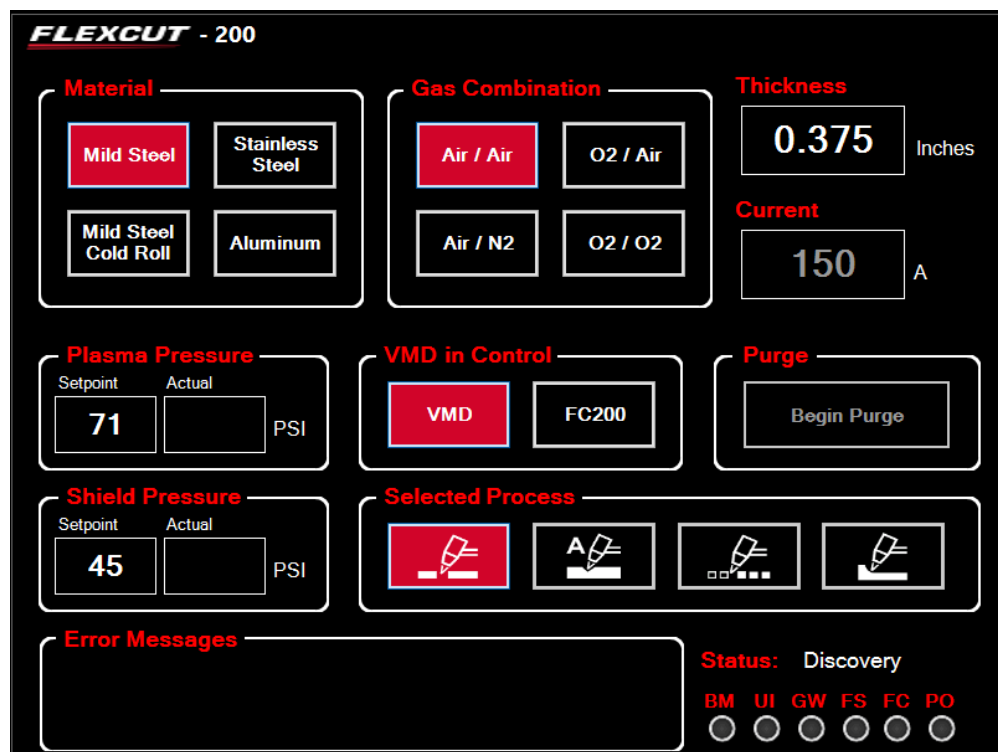 FLEXCUT - 200
Material
Mild Steel
Stainless
Steel
Mild Steel
Cold Roll
Aluminum
Gas Combination
Air / Air
O2 / Air
Air / N2
O2 / O2
Thickness
0.375 Inches
Current
150 A
Plasma Pressure
Setpoint Actual
71 PSI
VMD in Control
VMD
FC200
Purge
Begin Purge
Shield Pressure
Setpoint Actual
45 PSI
Selected Process
A
Error Messages
Status: Discovery
BM UI GW FS FC PO